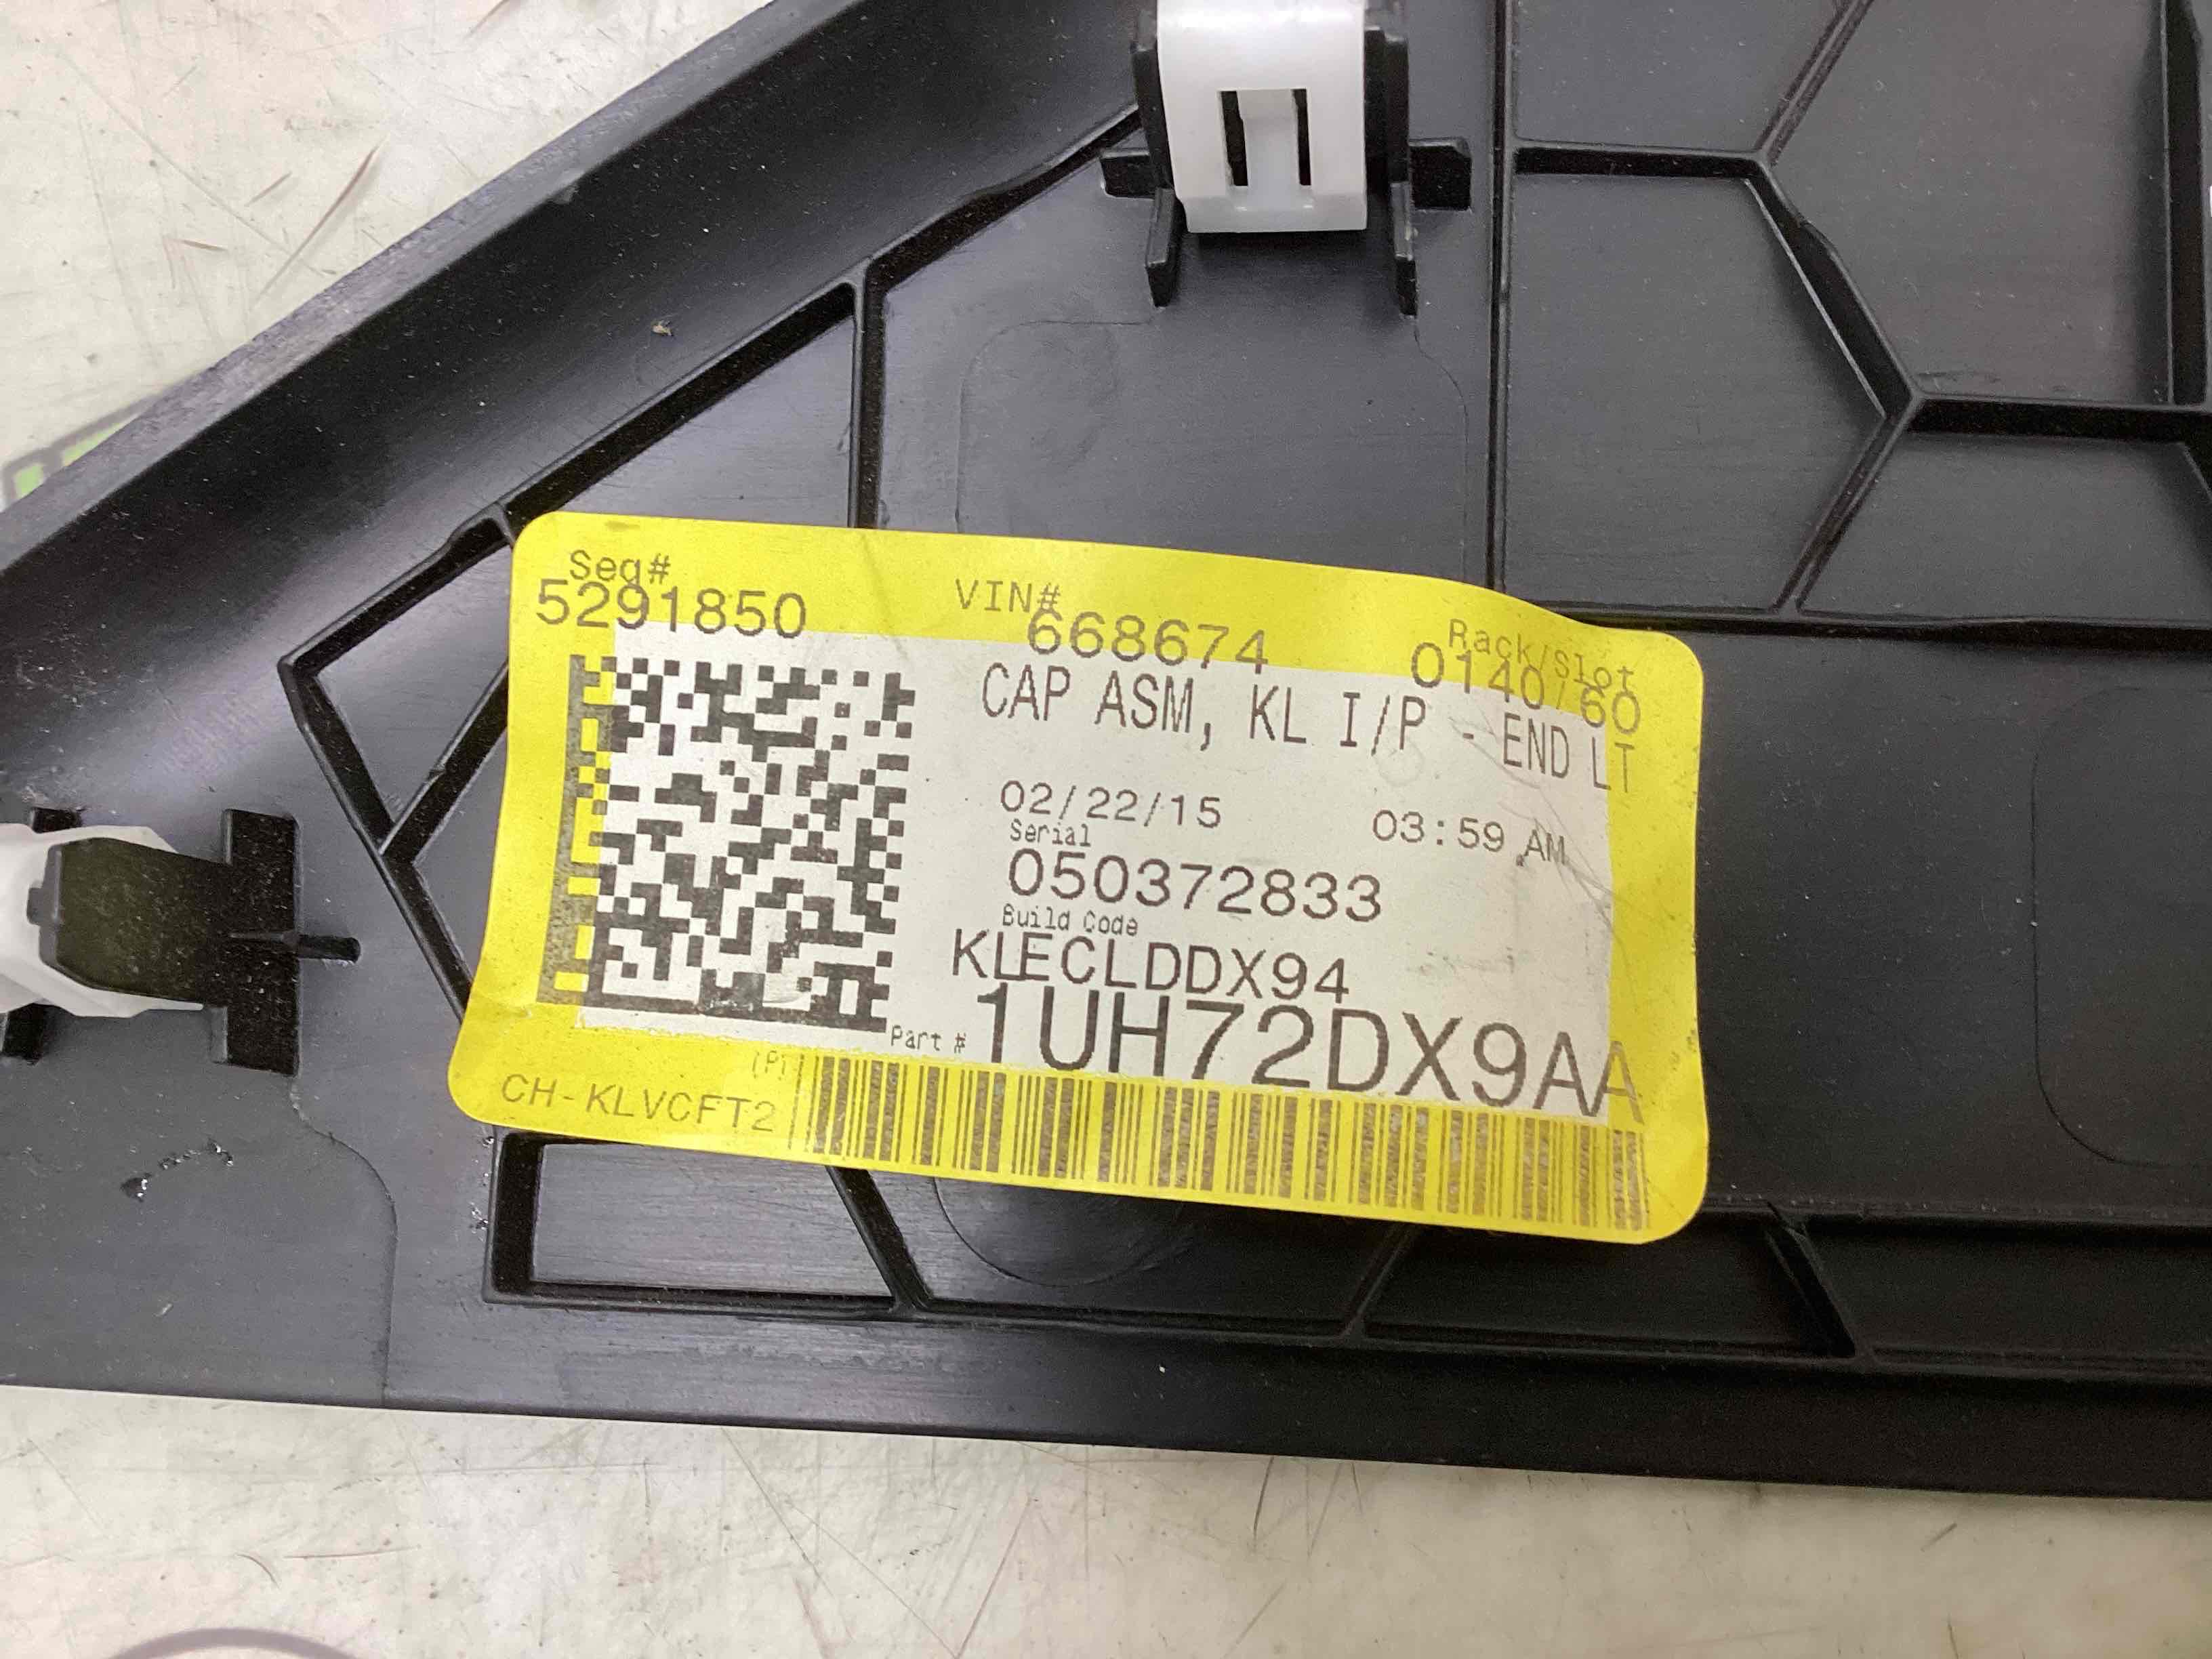 Seq#
5291850
VIN#
668674
Rack/Slot
0140/60
CAP ASM, KL I/P - END LT
02/22/15 03:59 AM
Serial
050372833
Build Code
KLECLDDX94
Part # 1UH72DX9AA
(P)
CH-KLVCFT2